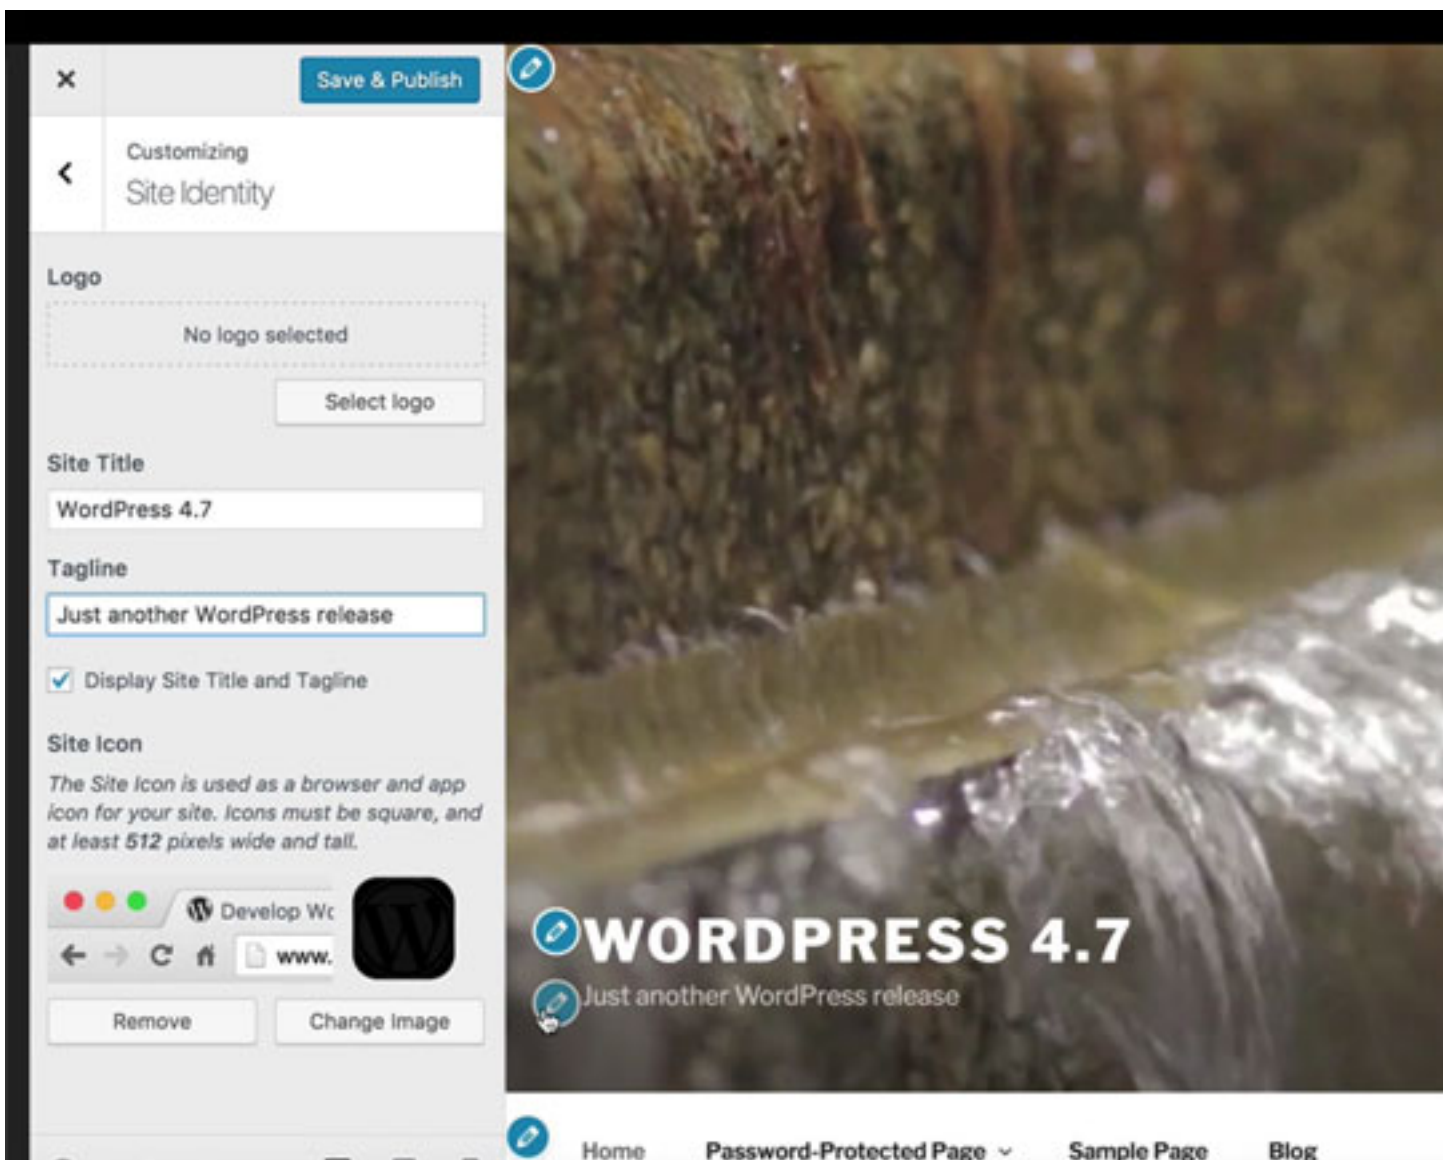 Save & Publish
Customizing
Site Identity
Logo
No logo selected
Select logo
Site Title
WordPress 4.7
Tagline
Just another WordPress release
Display Site Title and Tagline
Site Icon
The Site Icon is used as a browser and app
icon for your site. Icons must be square, and
at least 512 pixels wide and tall.
Develop Wo
www.
Remove
Change Image
WORDPRESS 4.7
Just another WordPress release
Home
Password-Protected Page
Sample Page
Blog